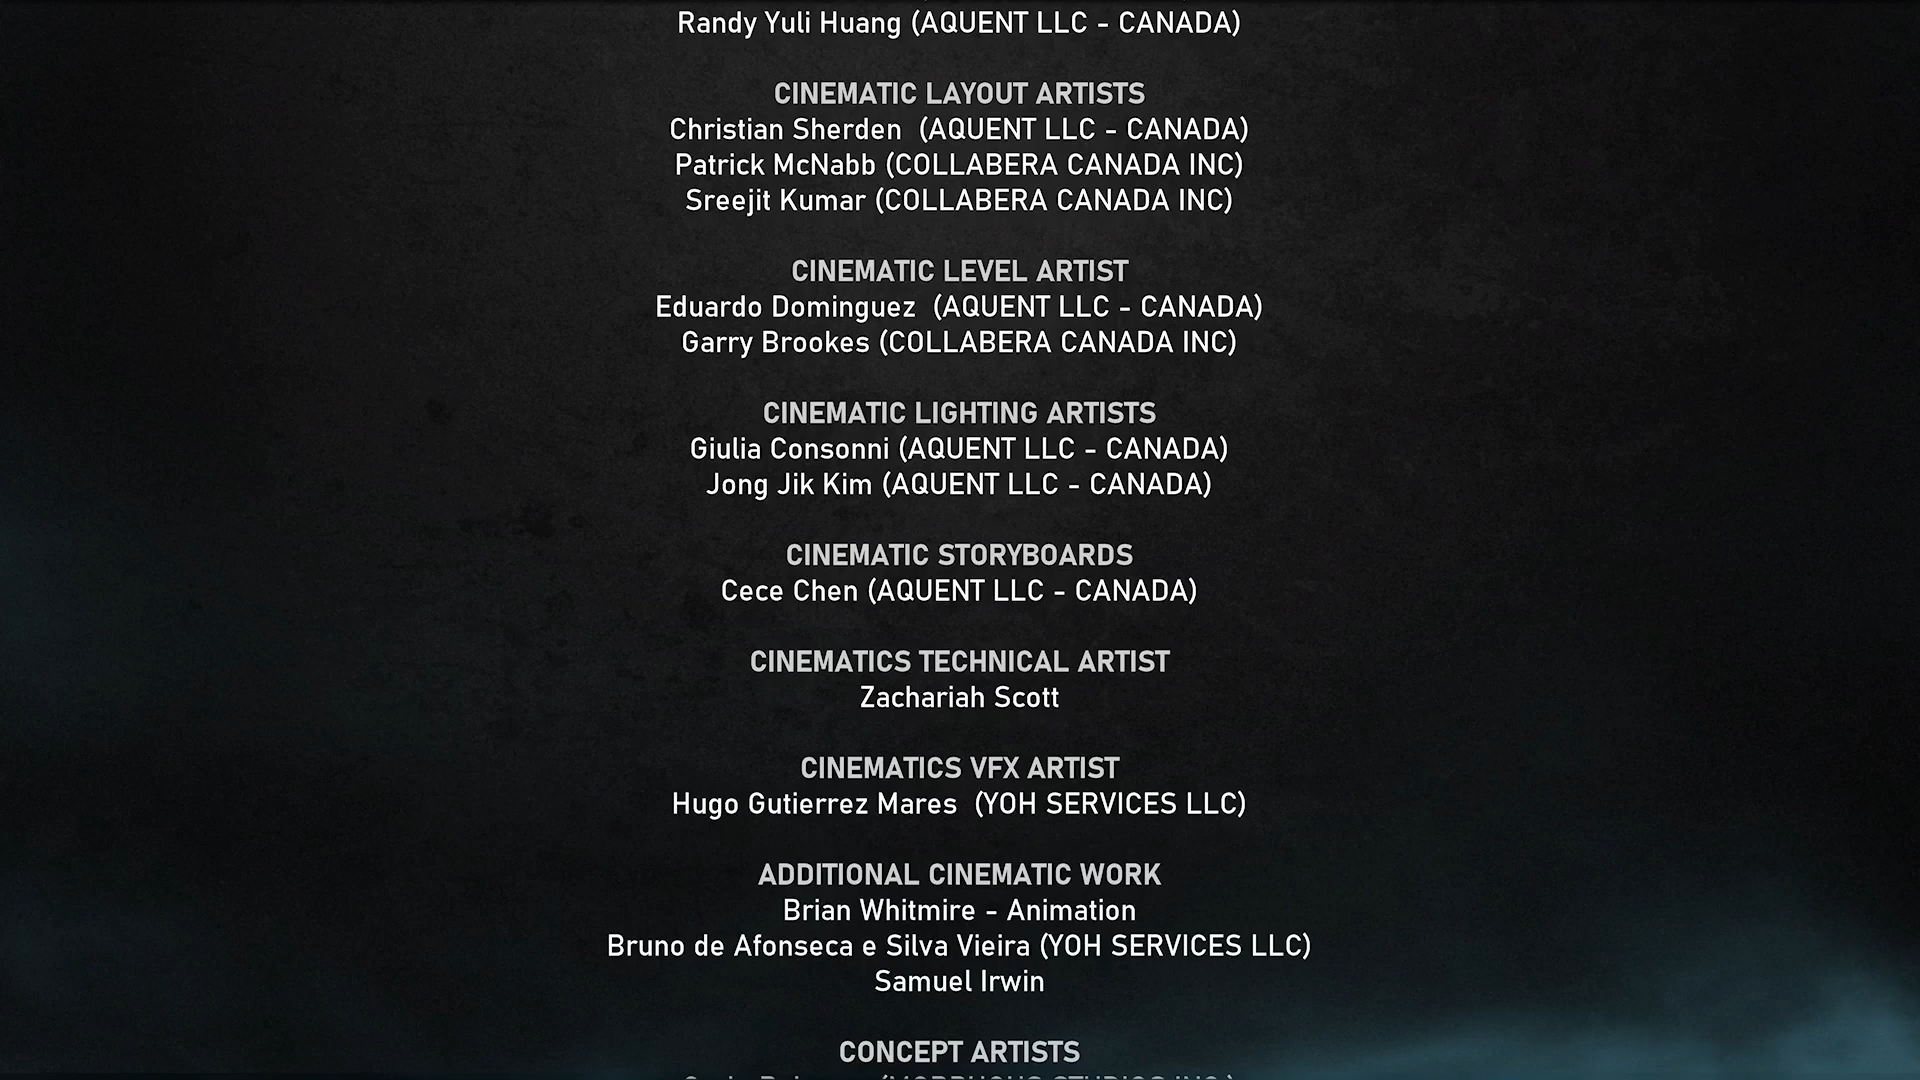 Randy Yuli Huang (AQUENT LLC - CANADA)
CINEMATIC LAYOUT ARTISTS
Christian Sherden (AQUENT LLC - CANADA)
Patrick McNabb (COLLABERA CANADA INC)
Sreejit Kumar (COLLABERA CANADA INC)
CINEMATIC LEVEL ARTIST
Eduardo Dominguez (AQUENT LLC - CANADA)
Garry Brookes (COLLABERA CANADA INC)
CINEMATIC LIGHTING ARTISTS
Giulia Consonni (AQUENT LLC - CANADA)
Jong Jik Kim (AQUENT LLC - CANADA)
CINEMATIC STORYBOARDS
Cece Chen (AQUENT LLC - CANADA)
CINEMATICS TECHNICAL ARTIST
Zachariah Scott
CINEMATICS VFX ARTIST
Hugo Gutierrez Mares (YOH SERVICES LLC)
ADDITIONAL CINEMATIC WORK
Brian Whitmire - Animation
Bruno de Afonseca e Silva Vieira (YOH SERVICES LLC)
Samuel Irwin
CONCEPT ARTISTS